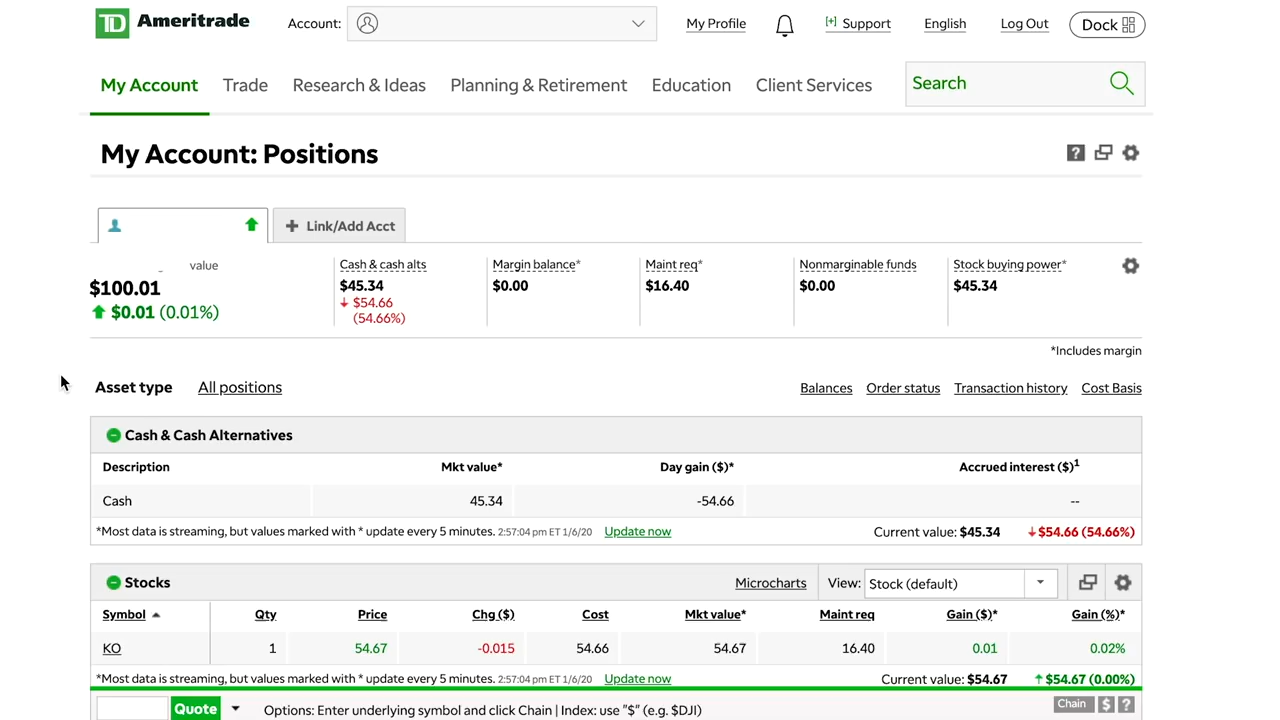 TD Ameritrade Account: My Profile [+] Support English Log Out Dock
My Account Trade Research & Ideas Planning & Retirement Education Client Services Search
My Account: Positions ?
+ Link/Add Acct
value Cash & cash alts Margin balance* Maint req* Nonmarginable funds Stock buying power*
$100.01 $45.34 $0.00 $16.40 $0.00 $45.34
$0.01 (0.01%) $54.66
(54.66%)
*Includes margin
Asset type All positions Balances Order status Transaction history Cost Basis
Cash & Cash Alternatives
Description Mkt value* Day gain ($)* Accrued interest ($)1
Cash 45.34 -54.66 --
*Most data is streaming, but values marked with * update every 5 minutes. 2:57:04 pm ET 1/6/20 Update now Current value: $45.34 $54.66 (54.66%)
Stocks Microcharts View: Stock (default)
Symbol Qty Price Chg ($) Cost Mkt value* Maint req Gain ($)* Gain (%)*
KO 1 54.67 -0.015 54.66 54.67 16.40 0.01 0.02%
*Most data is streaming, but values marked with * update every 5 minutes. 2:57:04 pm ET 1/6/20 Update now Current value: $54.67 $54.67 (0.00%)
Quote Options: Enter underlying symbol and click Chain | Index: use "$" (e.g. $DJI) Chain $ ?